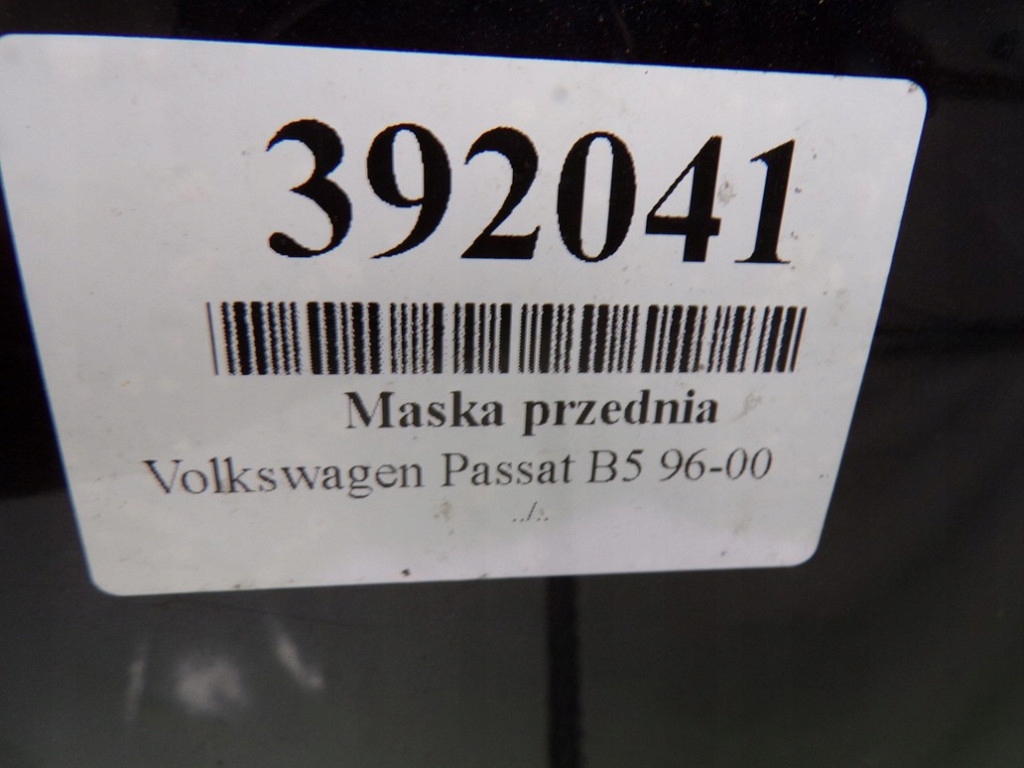 392041
Maska przednia
Volkswagen Passat B5 96-00
../..